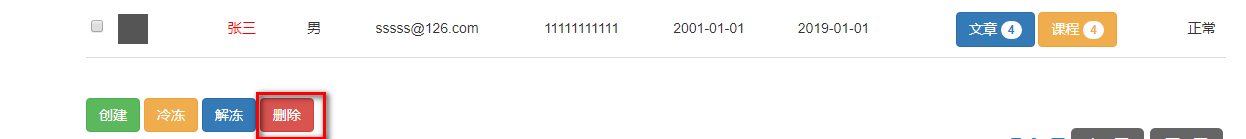 张三 男 sssss@126.com 11111111111 2001-01-01 2019-01-01 文章 4 课程 4 正常
创建 冷冻 解冻 删除